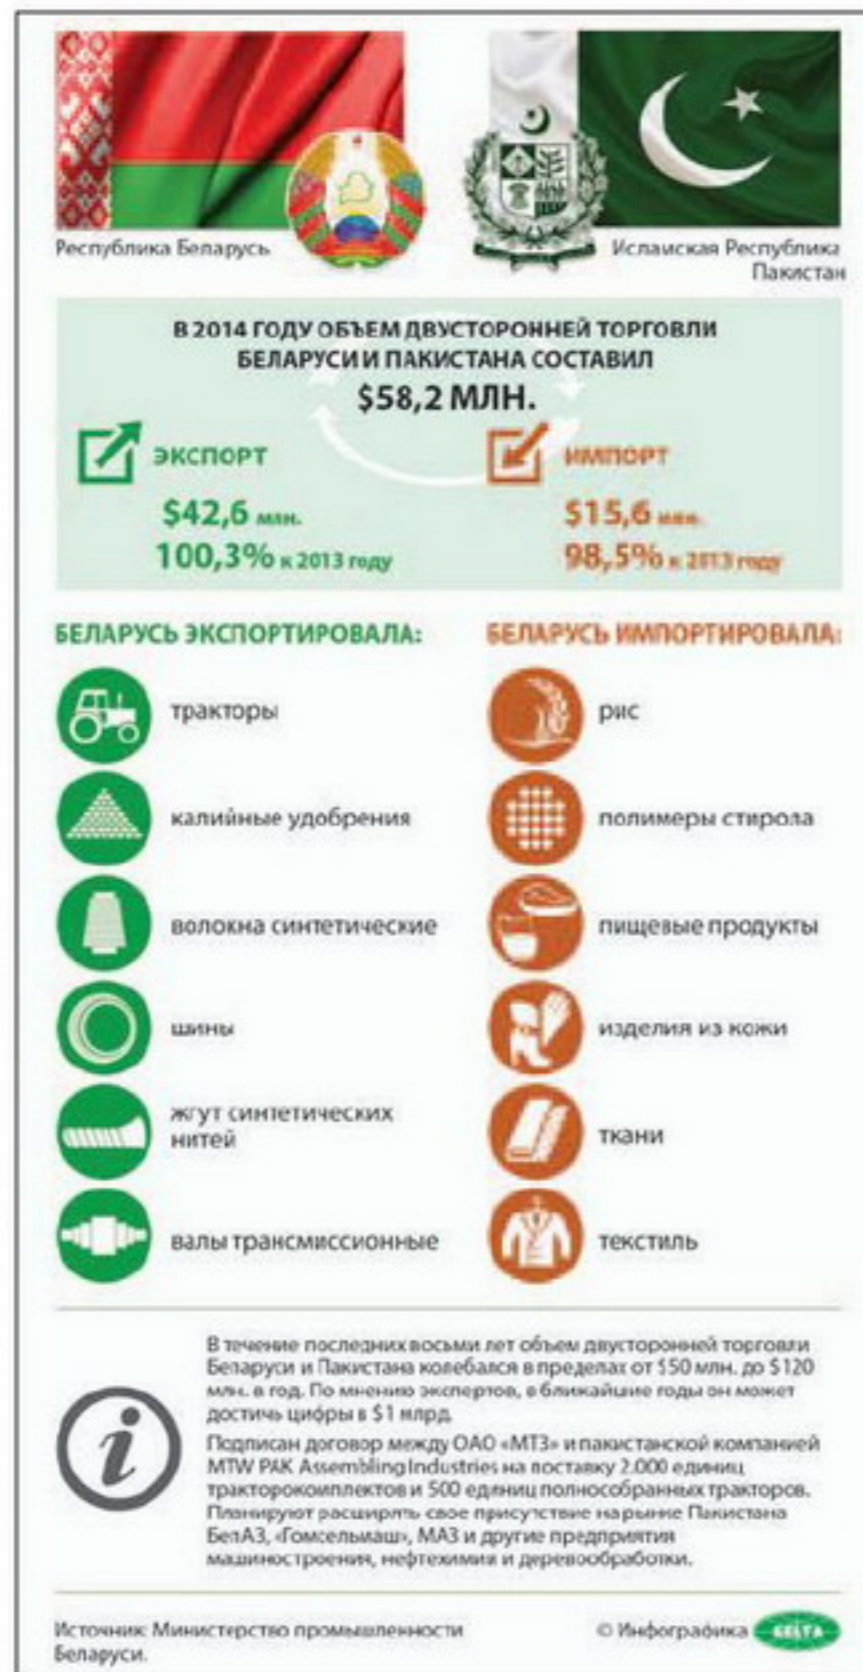 Республика Беларусь
Исламская Республика
Пакистан
В 2014 ГОДУ ОБЪЕМ ДВУСТОРОННЕЙ ТОРГОВЛИ
БЕЛАРУСИ И ПАКИСТАНА СОСТАВИЛ
$58,2 МЛН.
ЭКСПОРТ
$42,6 млн.
100,3% к 2013 году
ИМПОРТ
$15,6 млн.
98,5% к 2013 году
БЕЛАРУСЬ ЭКСПОРТИРОВАЛА:
тракторы
калийные удобрения
волокна синтетические
шины
жгут синтетических
нитей
валы трансмиссионные
БЕЛАРУСЬ ИМПОРТИРОВАЛА:
рис
полимеры стирола
пищевые продукты
изделия из кожи
ткани
текстиль
В течение последних восьми лет объем двусторонней торговли
Беларуси и Пакистана колебался в пределах от $50 млн. до $120
млн. в год. По мнению экспертов, в ближайшие годы он может
достичь цифры в $1 млрд.
Подписан договор между ОАО «МТЗ» и пакистанской компанией
MTW PAK Assembling Industries на поставку 2.000 единиц
тракторокомплектов и 500 единиц полнособранных тракторов.
Планируют расширять свое присутствие на рынке Пакистана
БелАЗ, «Гомсельмаш», МАЗ и другие предприятия
машиностроения, нефтехимии и деревообработки.
Источник: Министерство промышленности
Беларуси.
© Инфографика БЕЛТА